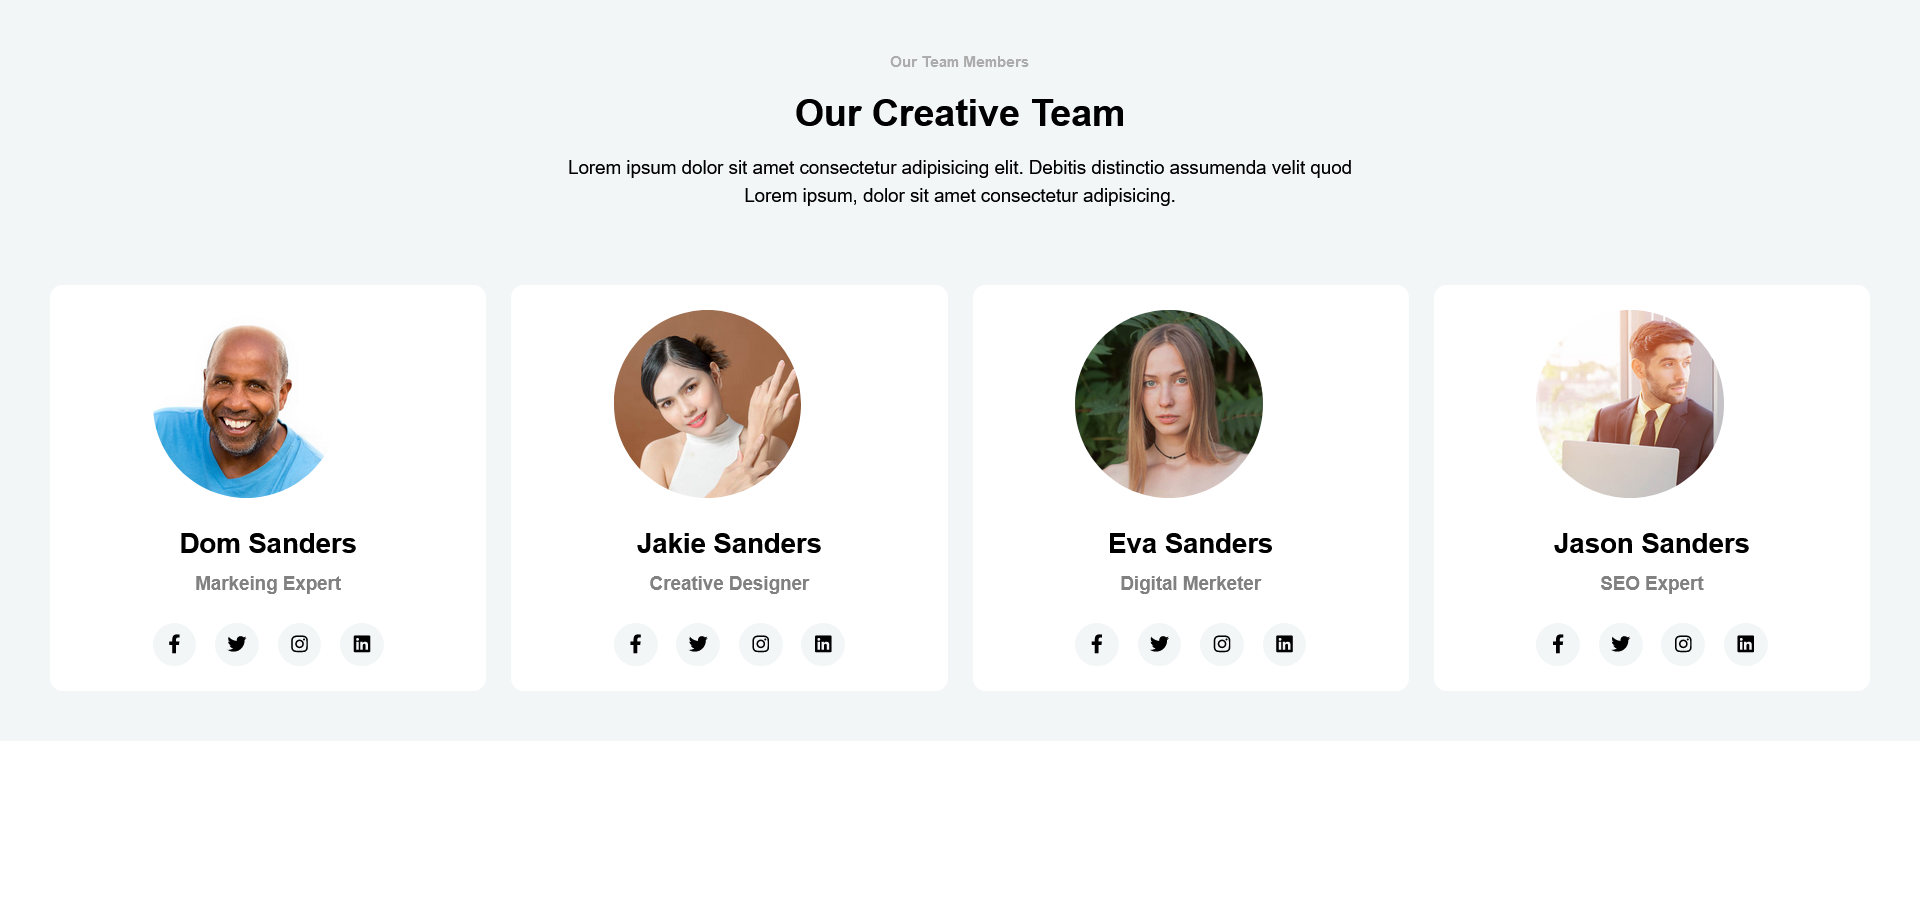 Our Team Members
Our Creative Team
Lorem ipsum dolor sit amet consectetur adipisicing elit. Debitis distinctio assumenda velit quod
Lorem ipsum, dolor sit amet consectetur adipisicing.
Dom Sanders
Markeing Expert
Jakie Sanders
Creative Designer
Eva Sanders
Digital Merketer
Jason Sanders
SEO Expert